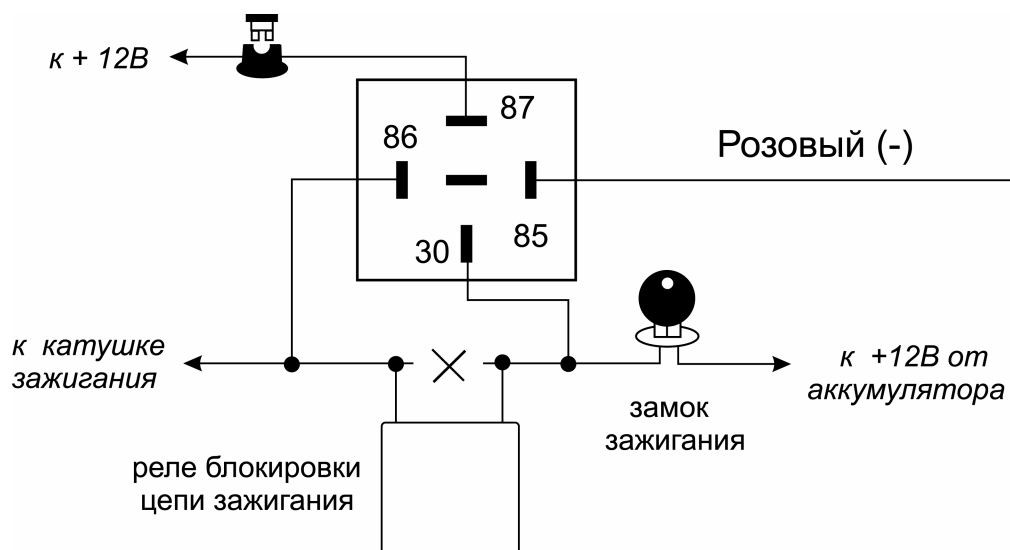 к + 12В
87
86
Розовый (-)
85
30
к катушке
зажигания
к +12В от
аккумулятора
замок
зажигания
реле блокировки
цепи зажигания